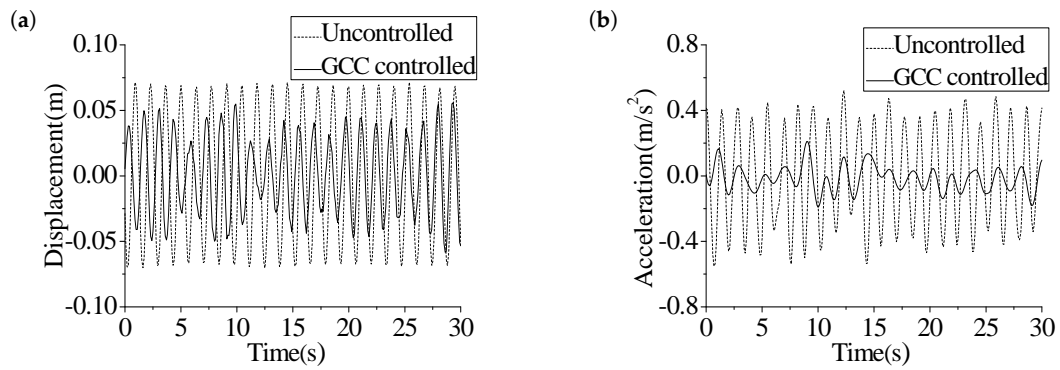 (a)
0.10
0.05
0.00
-0.05
-0.10
Displacement(m)
Uncontrolled
GCC controlled
0 5 10 15 20 25 30
Time(s)
(b)
0.8
0.4
0.0
-0.4
-0.8
Acceleration(m/s²)
Uncontrolled
GCC controlled
0 5 10 15 20 25 30
Time(s)